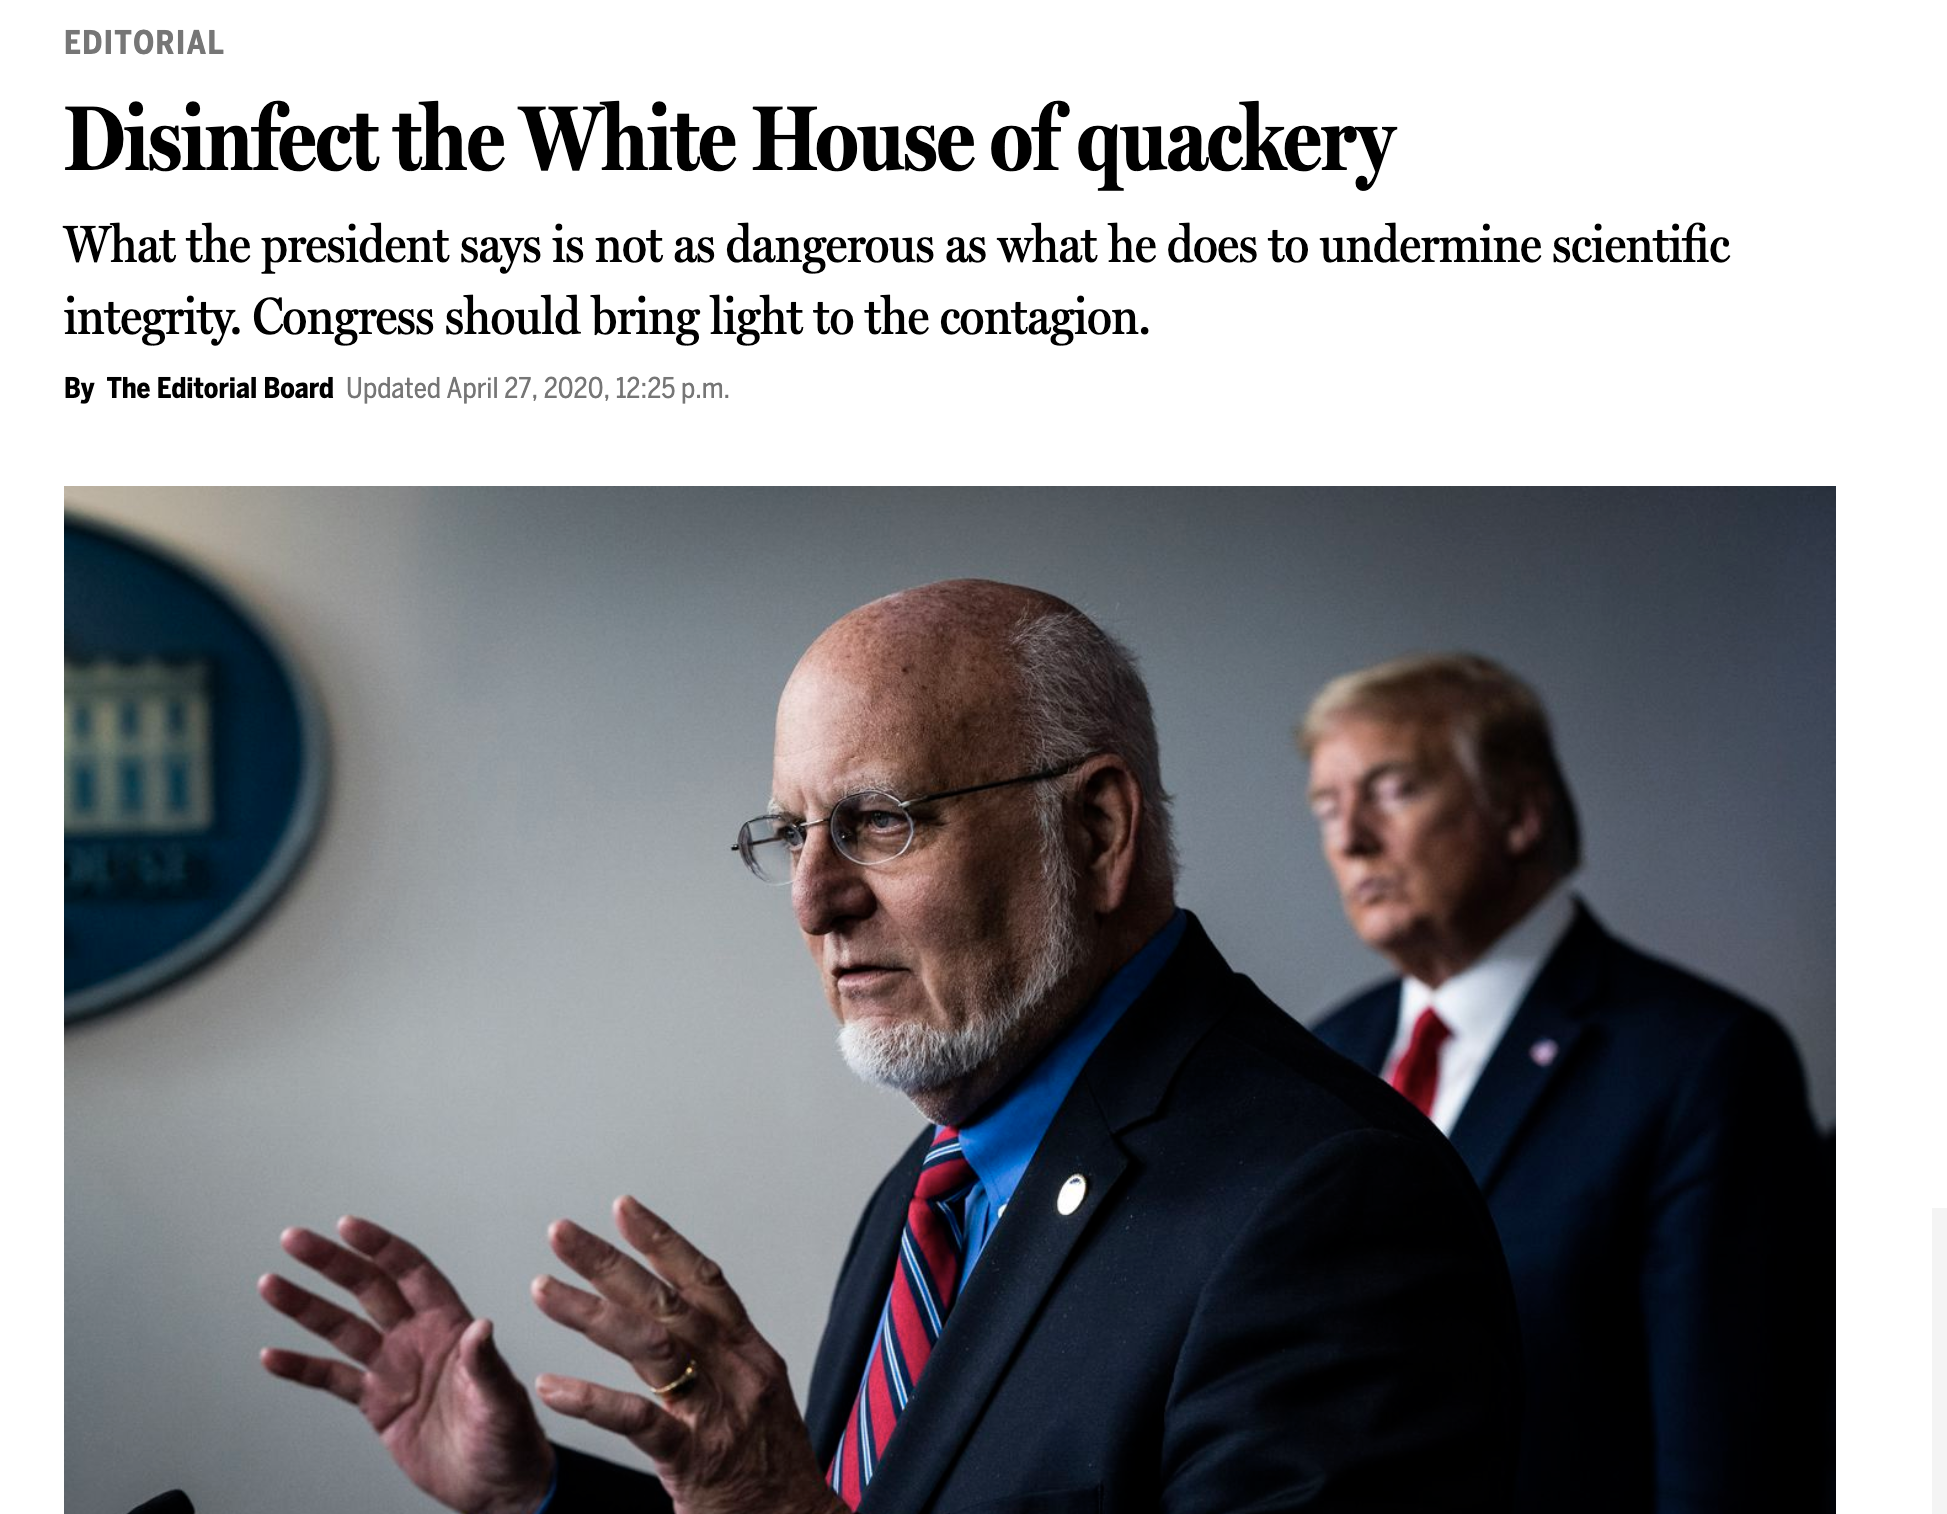 EDITORIAL
Disinfect the White House of quackery
What the president says is not as dangerous as what he does to undermine scientific
integrity. Congress should bring light to the contagion.
By The Editorial Board Updated April 27, 2020, 12:25 p.m.